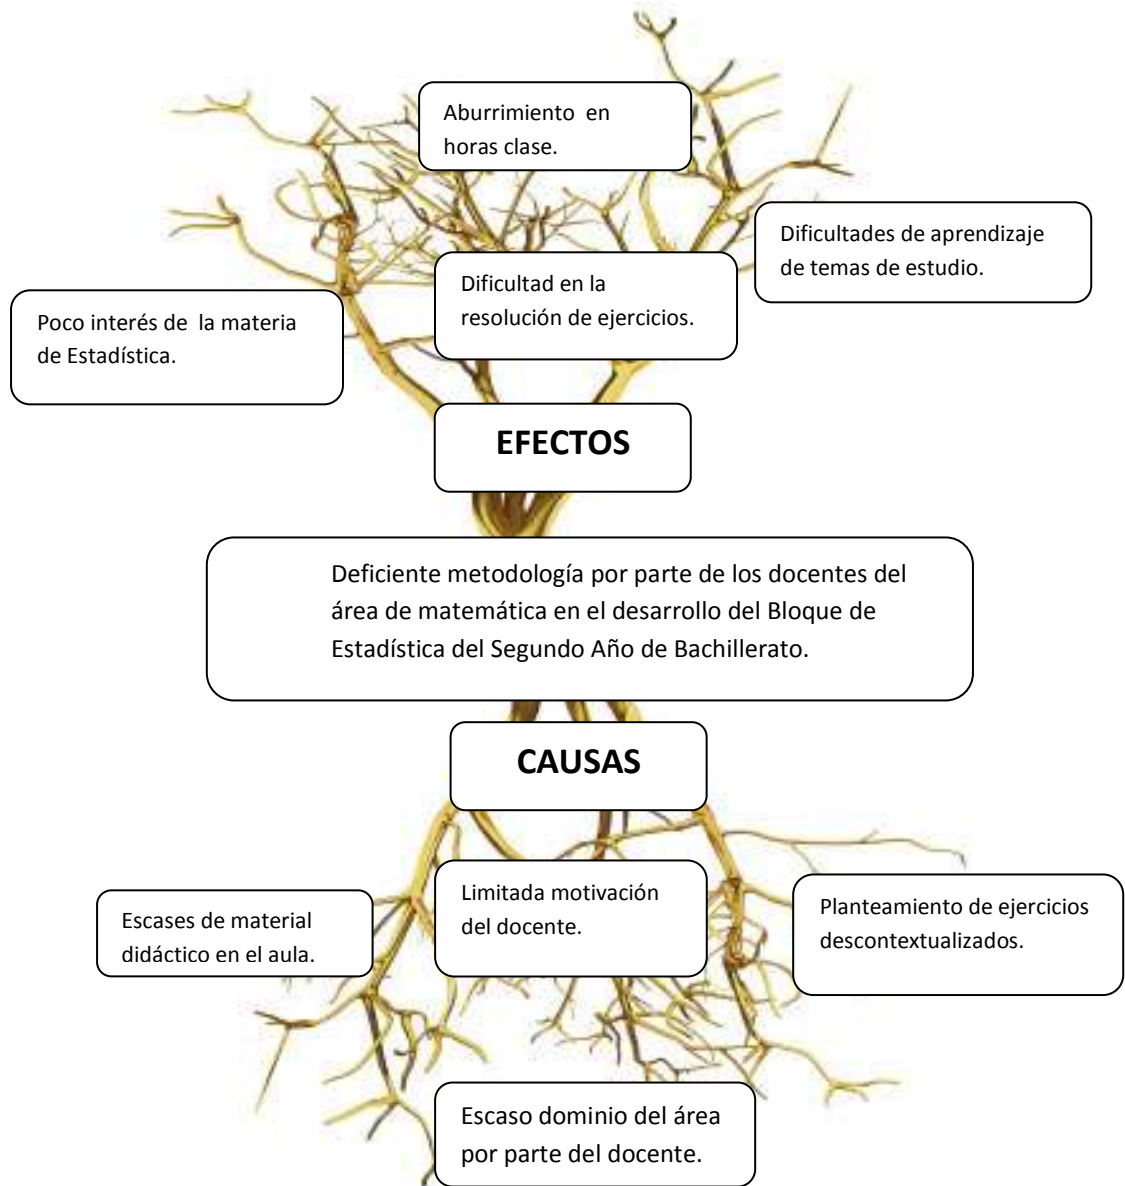 Aburrimiento en
horas clase.
Dificultades de aprendizaje
de temas de estudio.
Dificultad en la
resolución de ejercicios.
Poco interés de la materia
de Estadística.
EFECTOS
Deficiente metodología por parte de los docentes del
área de matemática en el desarrollo del Bloque de
Estadística del Segundo Año de Bachillerato.
CAUSAS
Escases de material
didáctico en el aula.
Limitada motivación
del docente.
Planteamiento de ejercicios
descontextualizados.
Escaso dominio del área
por parte del docente.